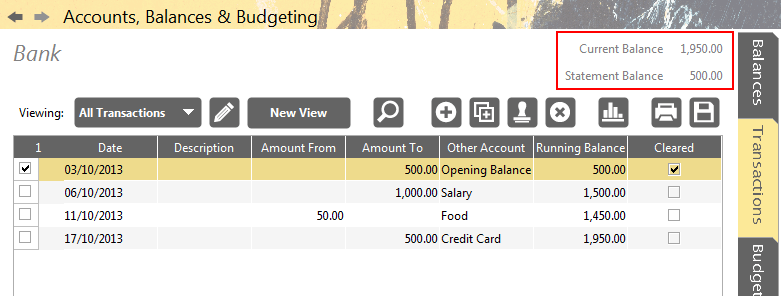 Accounts, Balances & Budgeting
Bank
Current Balance 1,950.00
Statement Balance 500.00
Viewing: All Transactions New View
1 Date Description Amount From Amount To Other Account Running Balance Cleared
03/10/2013 500.00 Opening Balance 500.00
06/10/2013 1,000.00 Salary 1,500.00
11/10/2013 50.00 Food 1,450.00
17/10/2013 500.00 Credit Card 1,950.00
Balances
Transactions
Budget